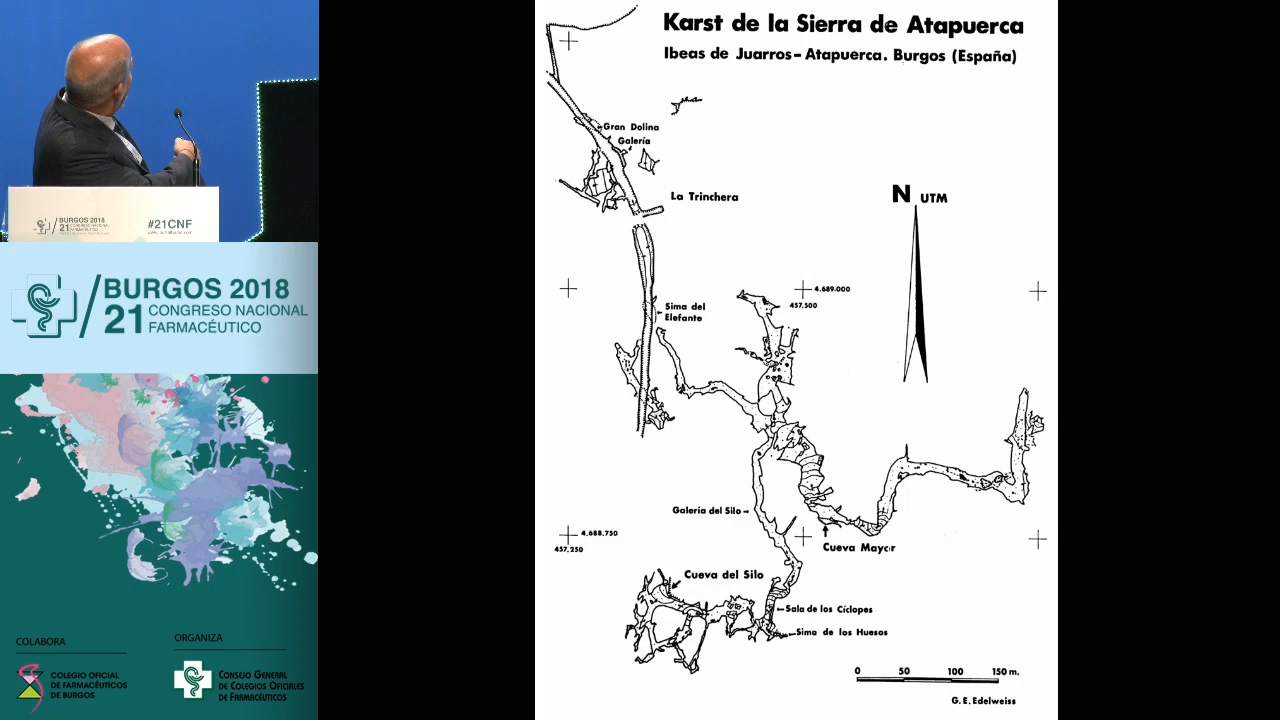 BURGOS 2018
21 CONGRESO NACIONAL
FARMACÉUTICO
#21CNF
/BURGOS 2018
21 CONGRESO NACIONAL
FARMACÉUTICO
COLABORA
COLEGIO OFICIAL
DE FARMACÉUTICOS
DE BURGOS
ORGANIZA
CONSEJO GENERAL
DE COLEGIOS OFICIALES
DE FARMACÉUTICOS
Karst de la Sierra de Atapuerca
Ibeas de Juarros-Atapuerca. Burgos (España)
Gran Dolina
Galería
La Trinchera
N UTM
4.689.000
457.500
Sima del
Elefante
Galería del Silo
4,688,750
457,250
Cueva Mayor
Cueva del Silo
Sala de los Cíclopes
Sima de los Huesos
0 50 100 150 m.
G. E. Edelweiss